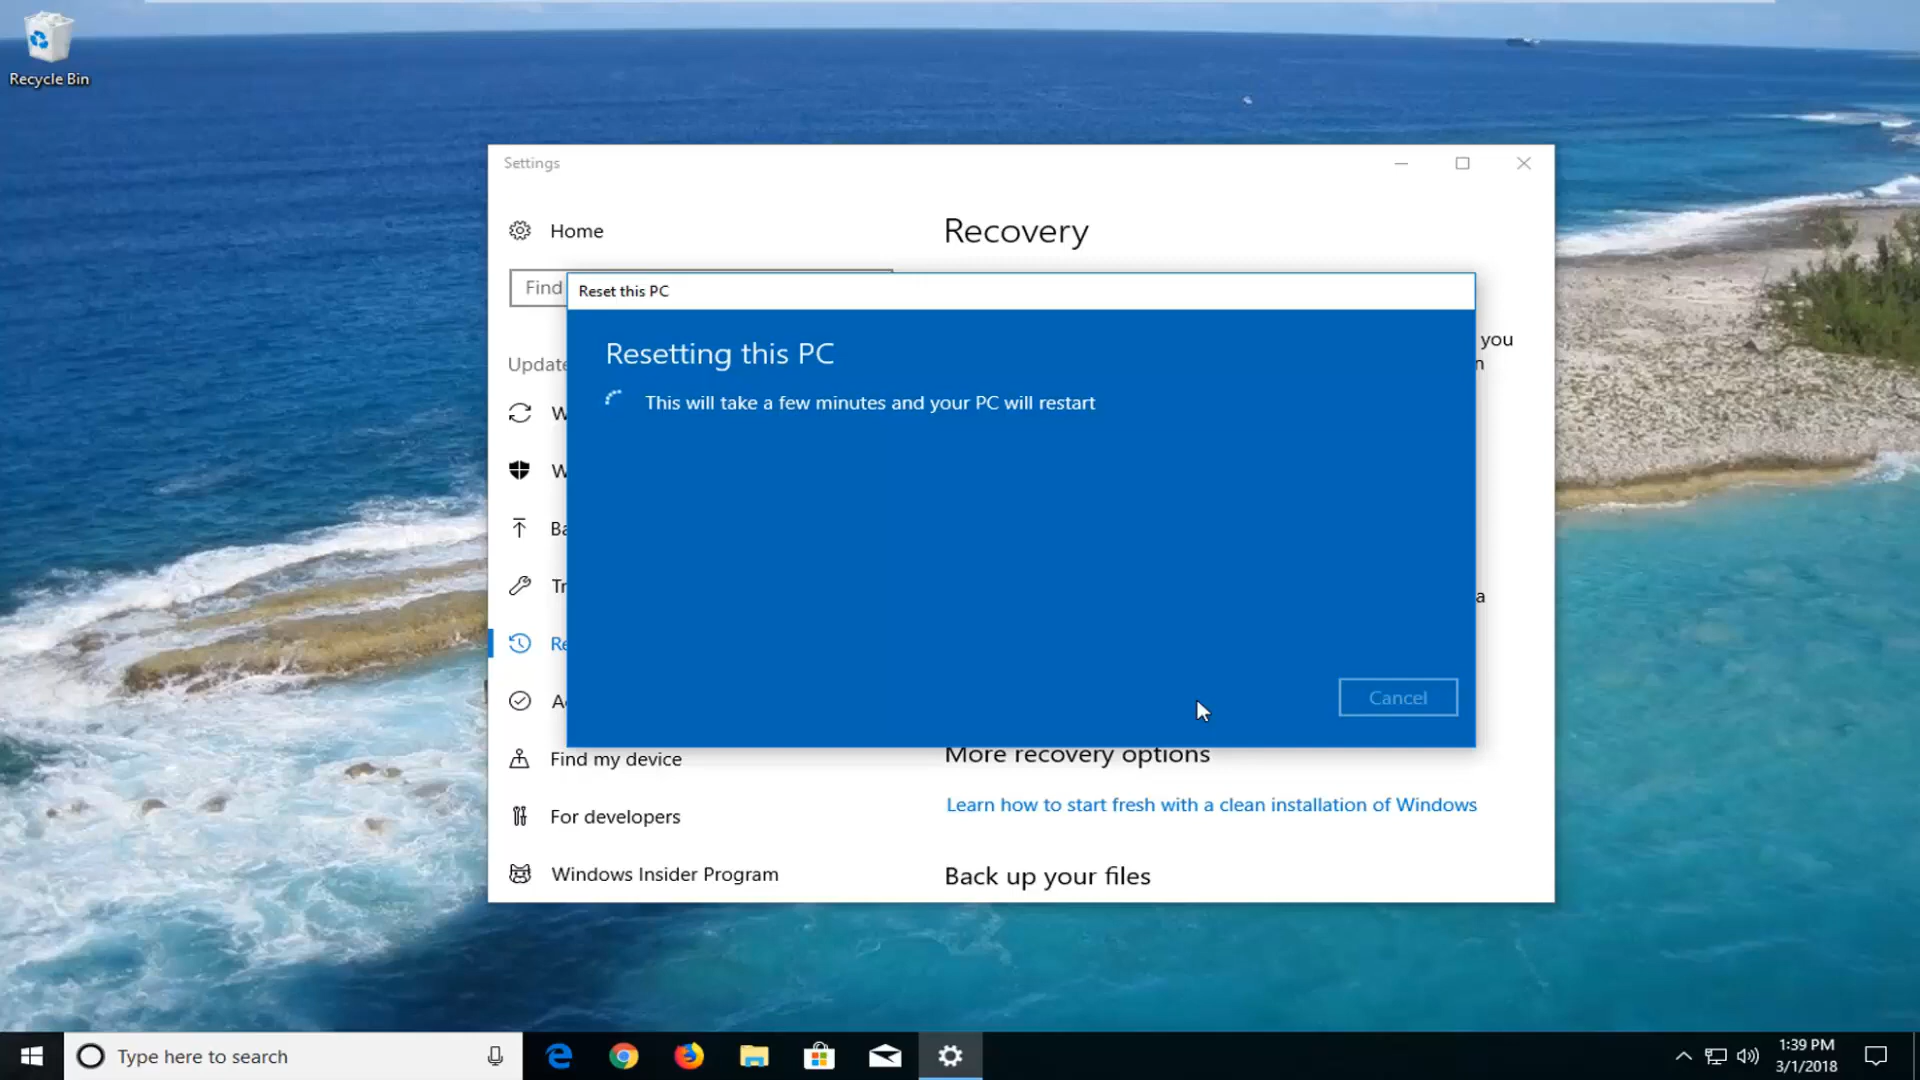 Recycle Bin
Settings
Home
Recovery
Find
Reset this PC
Resetting this PC
This will take a few minutes and your PC will restart
Cancel
Update
you
n
W
W
Ba
Tr
a
Re
A
More recovery options
Find my device
Learn how to start fresh with a clean installation of Windows
For developers
Windows Insider Program
Back up your files
Type here to search
1:39 PM
3/1/2018